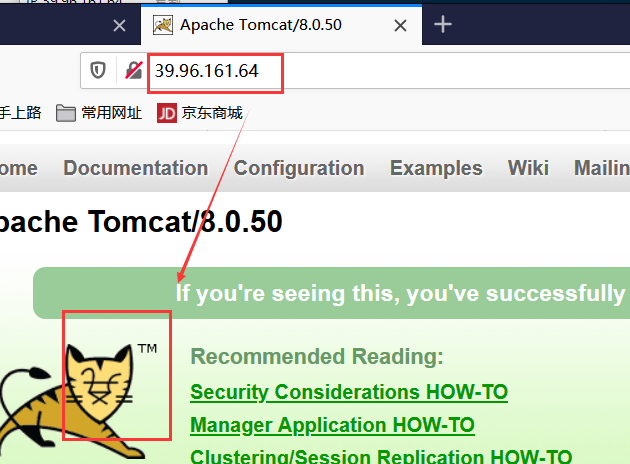 Apache Tomcat/8.0.50
39.96.161.64
手上路 常用网址 JD 京东商城
ome Documentation Configuration Examples Wiki Mailin
pache Tomcat/8.0.50
If you're seeing this, you've successfully
TM
Recommended Reading:
Security Considerations HOW-TO
Manager Application HOW-TO
Clustering/Session Replication HOW-TO